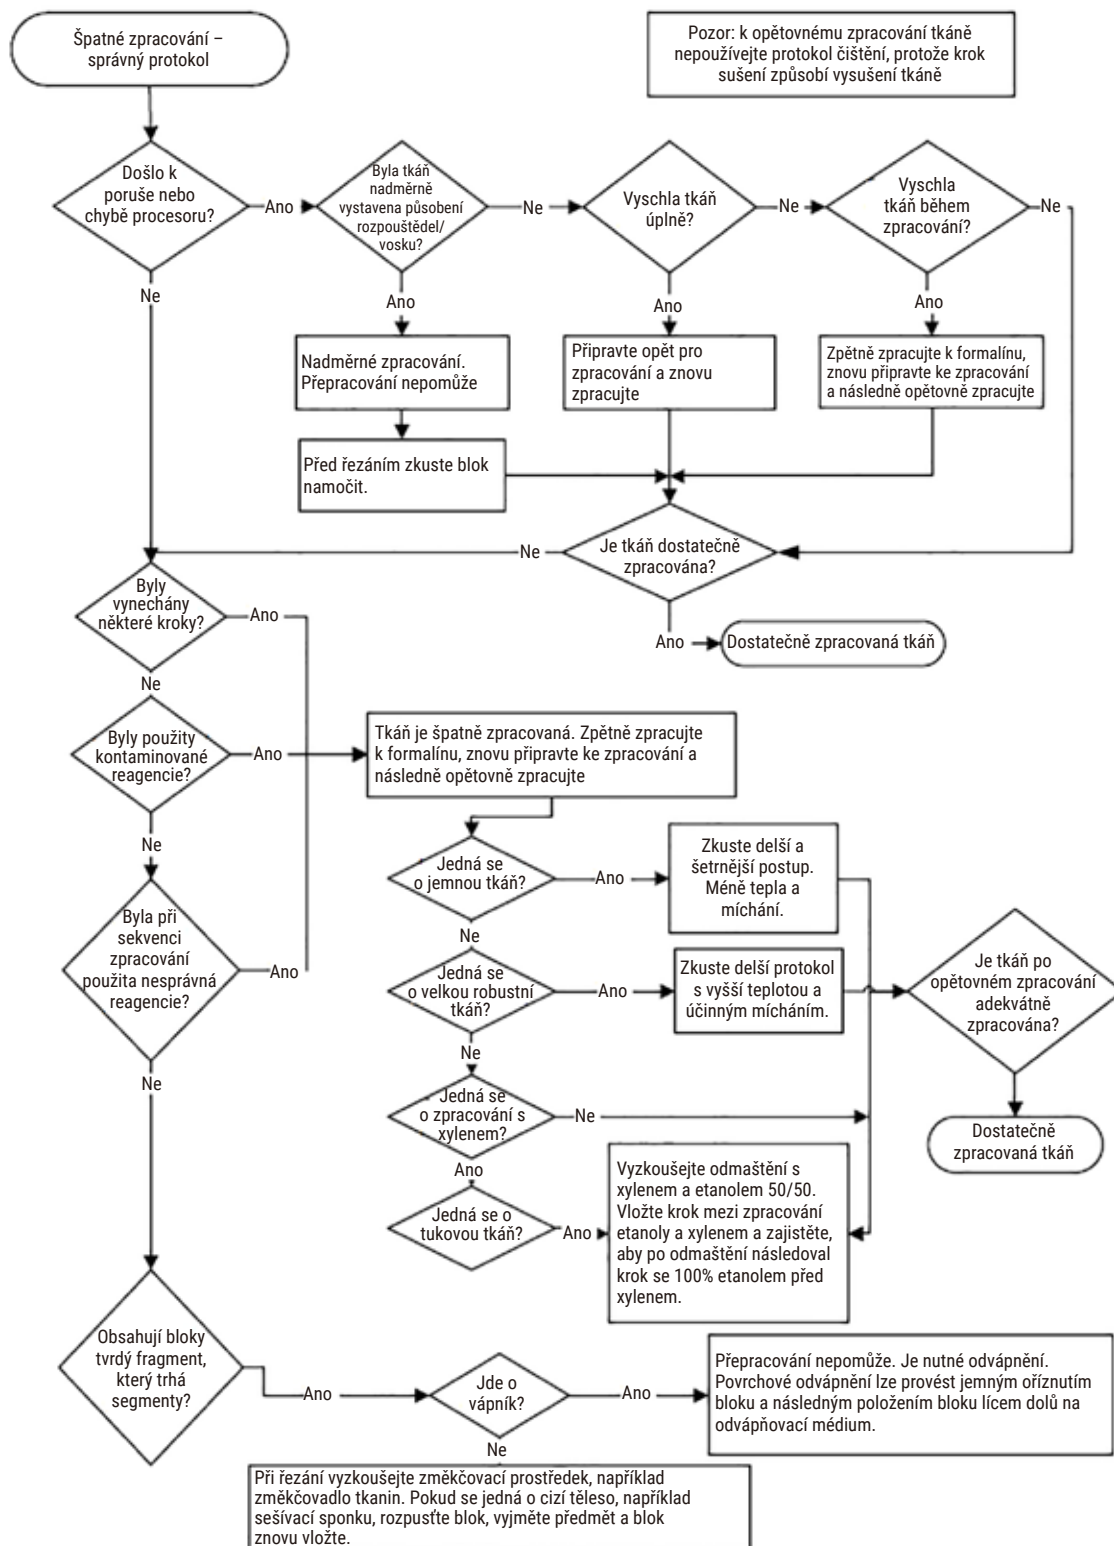 Špatné zpracování –
správný protokol
Pozor: k opětovnému zpracování tkáně
nepoužívejte protokol čištění, protože krok
sušení způsobí vysušení tkáně
Došlo k
poruše nebo
chybě procesoru?
Ano
Byla tkáň
nadměrně
vystavena působení
rozpouštědel/
vosku?
Ne
Vyschla tkáň
úplně?
Ne
Vyschla
tkáň během
zpracování?
Ne
Ne
Ano
Ano
Ano
Nadměrné zpracování.
Přepracování nepomůže
Připravte opět pro
zpracování a znovu
zpracujte
Zpětně zpracujte k formalínu,
znovu připravte ke zpracování
a následně opětovně zpracujte
Před řezáním zkuste blok
namočit.
Je tkáň dostatečně
zpracována?
Ne
Ano
Dostatečně zpracovaná tkáň
Byly
vynechány
některé kroky?
Ano
Ne
Byly použity
kontaminované
reagencie?
Ano
Tkáň je špatně zpracovaná. Zpětně zpracujte
k formalínu, znovu připravte ke zpracování a
následně opětovně zpracujte
Ne
Byla při
sekvenci
zpracování
použita nesprávná
reagencie?
Ano
Ne
Jedná se
o jemnou tkáň?
Ano
Zkuste delší a
šetrnější postup.
Méně tepla a
míchání.
Ne
Jedná se
o velkou robustní
tkáň?
Ano
Zkuste delší protokol
s vyšší teplotou a
účinným mícháním.
Je tkáň po
opětovném zpracování
adekvátně
zpracována?
Ne
Jedná se
o zpracování s
xylenem?
Ne
Dostatečně
zpracovaná tkáň
Ano
Jedná se o
tukovou tkáň?
Ano
Vyzkoušejte odmaštění s
xylenem a etanolem 50/50.
Vložte krok mezi zpracování
etanoly a xylenem a zajistěte,
aby po odmaštění následoval
krok se 100% etanolem před
xylenem.
Obsahují bloky
tvrdý fragment,
který trhá
segmenty?
Ano
Jde o
vápník?
Ano
Přepracování nepomůže. Je nutné odvápnění.
Povrchové odvápnění lze provést jemným oříznutím
bloku a následným položením bloku lícem dolů na
odvápňovací médium.
Ne
Při řezání vyzkoušejte změkčovací prostředek, například
změkčovadlo tkanin. Pokud se jedná o cizí těleso, například
sešívací sponku, rozpusťte blok, vyjměte předmět a blok
znovu vložte.